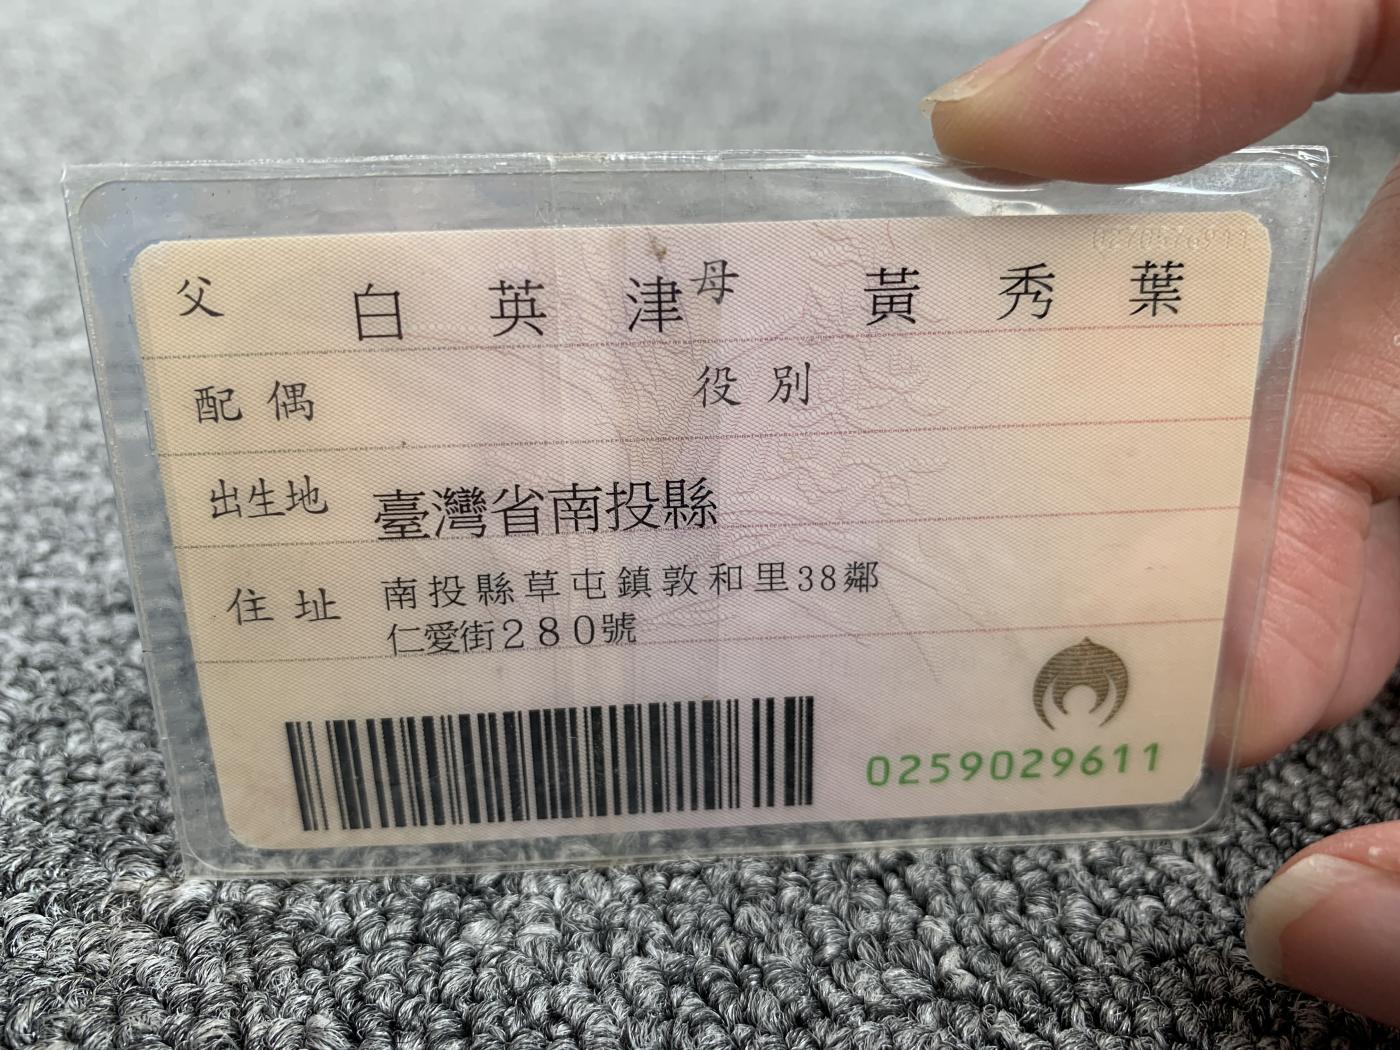 父 白英津 母 黃秀葉
配偶 役別
出生地 臺灣省南投縣
住址 南投縣草屯鎮敦和里38鄰
仁愛街280號
0259029611